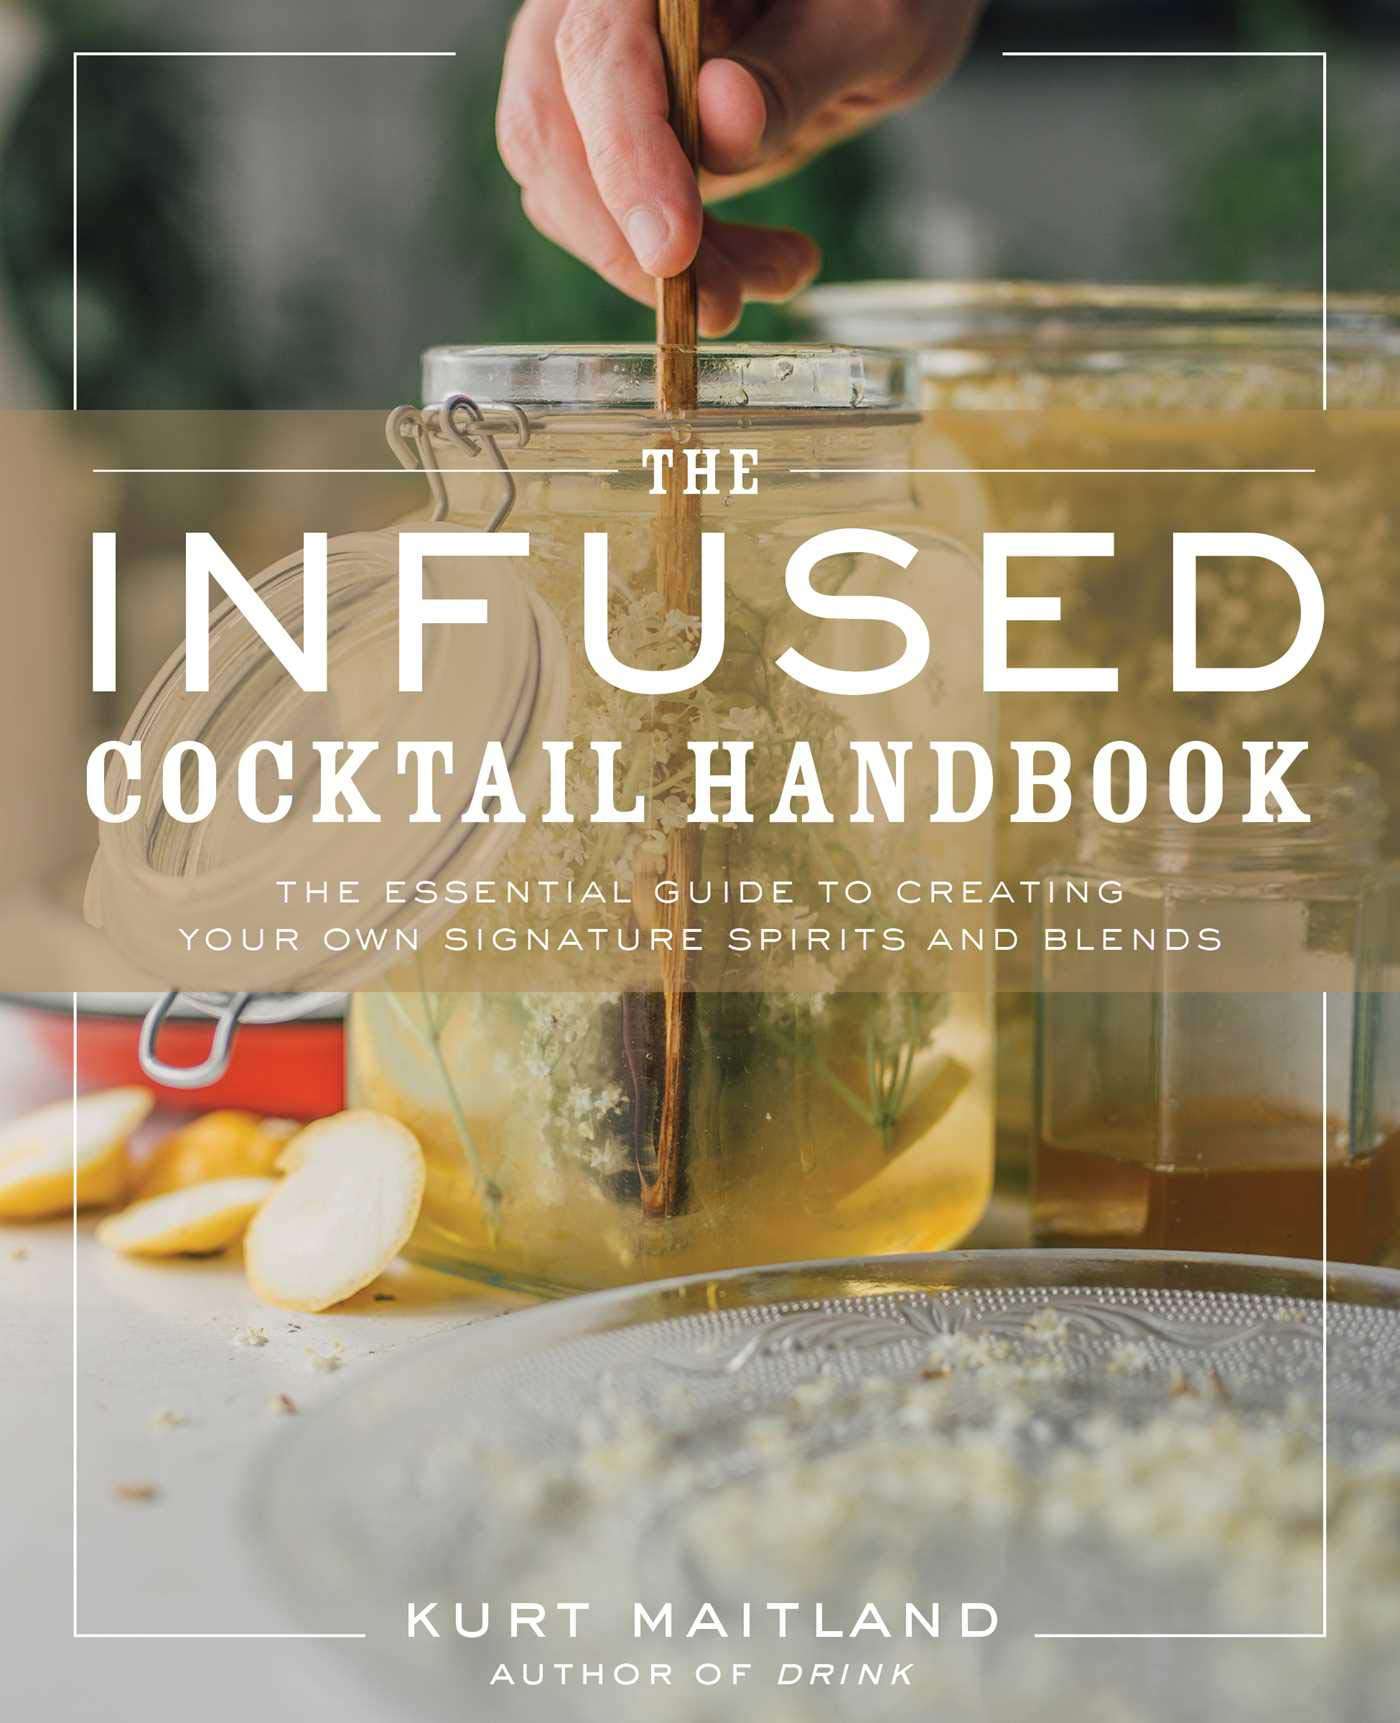 THE
INFUSED
COCKTAIL HANDBOOK
THE ESSENTIAL GUIDE TO CREATING
YOUR OWN SIGNATURE SPIRITS AND BLENDS
KURT MAITLAND
AUTHOR OF DRINK